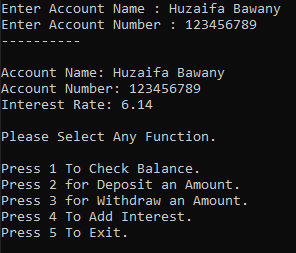 Enter Account Name : Huzaifa Bawany
Enter Account Number : 123456789
----------
Account Name: Huzaifa Bawany
Account Number: 123456789
Interest Rate: 6.14
Please Select Any Function.
Press 1 To Check Balance.
Press 2 for Deposit an Amount.
Press 3 for Withdraw an Amount.
Press 4 To Add Interest.
Press 5 To Exit.